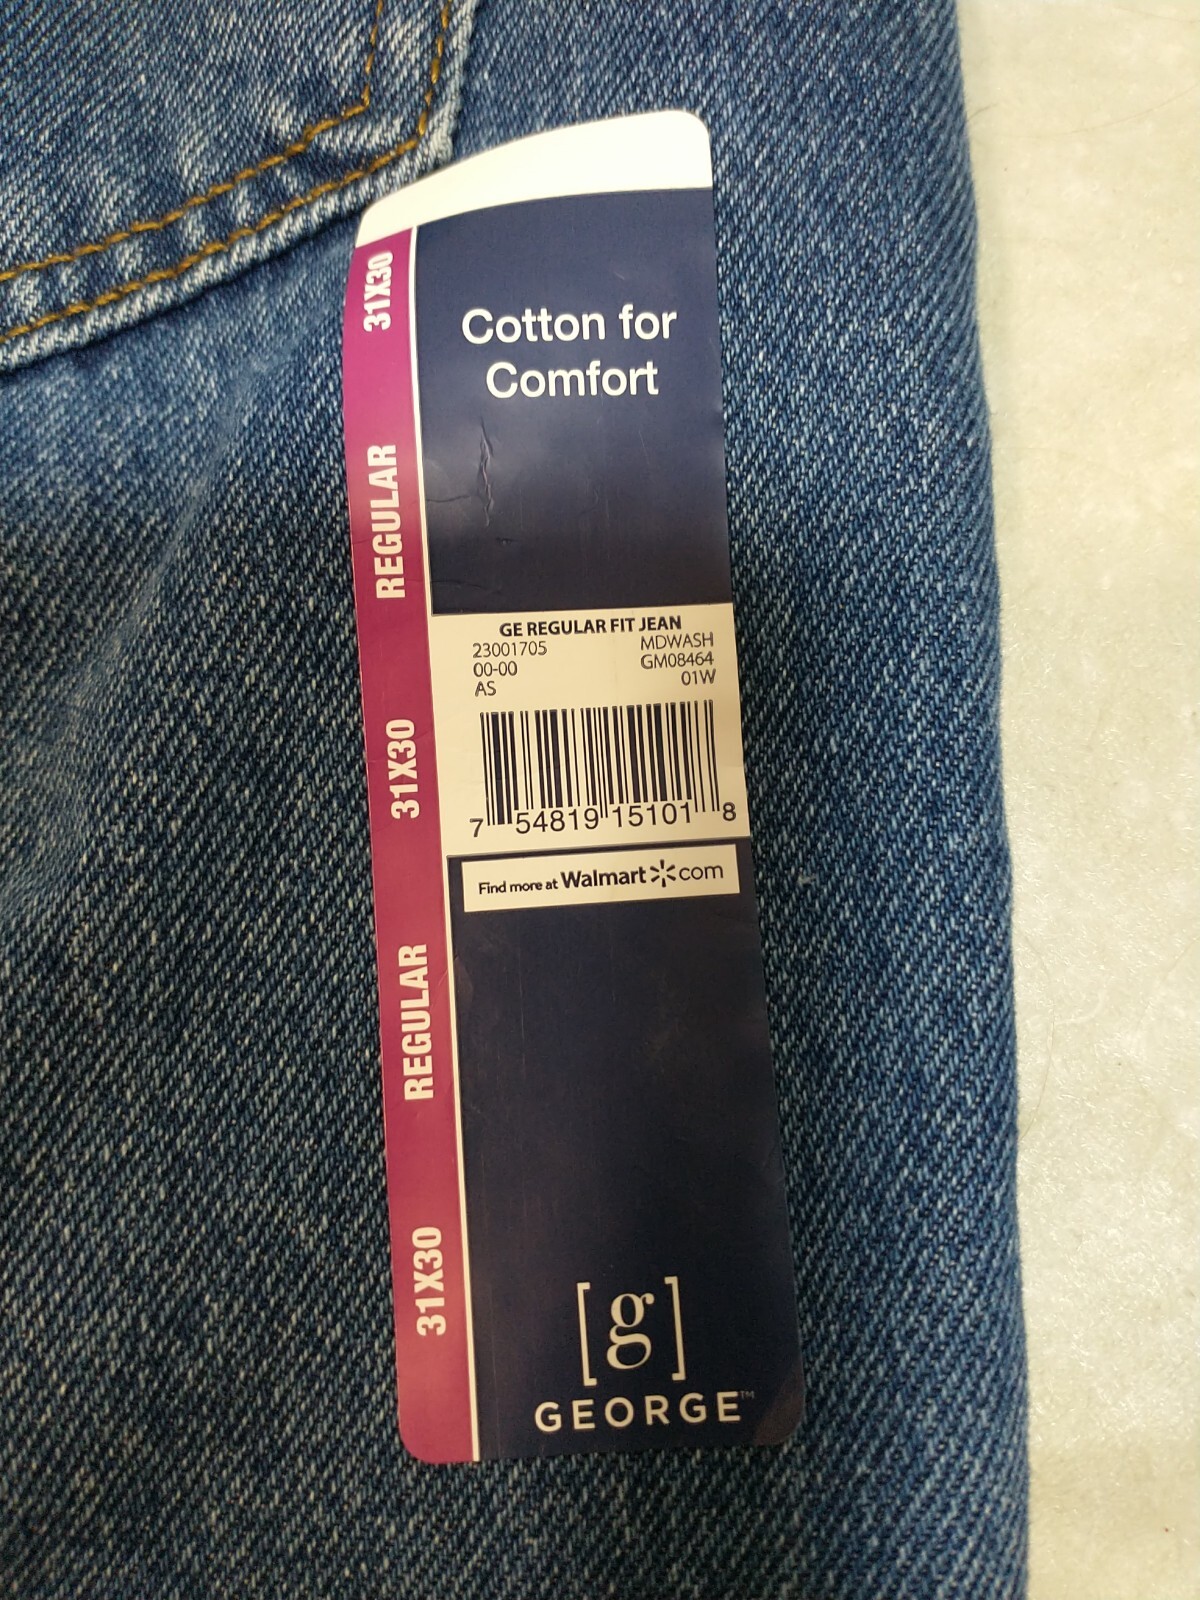 31X30
REGULAR
31X30
REGULAR
31X30
Cotton for
Comfort
GE REGULAR FIT JEAN
23001705 MDWASH
00-00 GM08464
AS 01W
7 54819 15101 8
Find more at Walmart com
[g]
GEORGE™